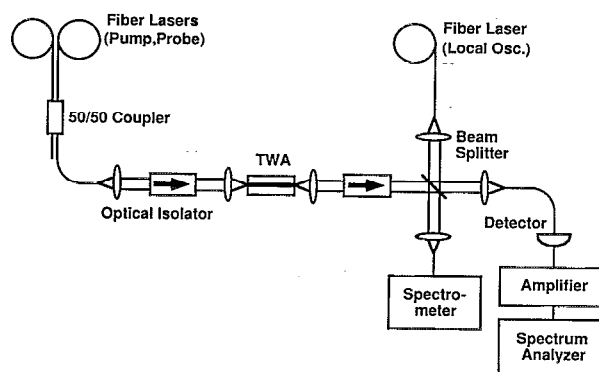 Fiber Lasers
(Pump,Probe)
Fiber Laser
(Local Osc.)
50/50 Coupler
Beam
Splitter
TWA
Optical Isolator
Detector
Spectro-
meter
Amplifier
Spectrum
Analyzer